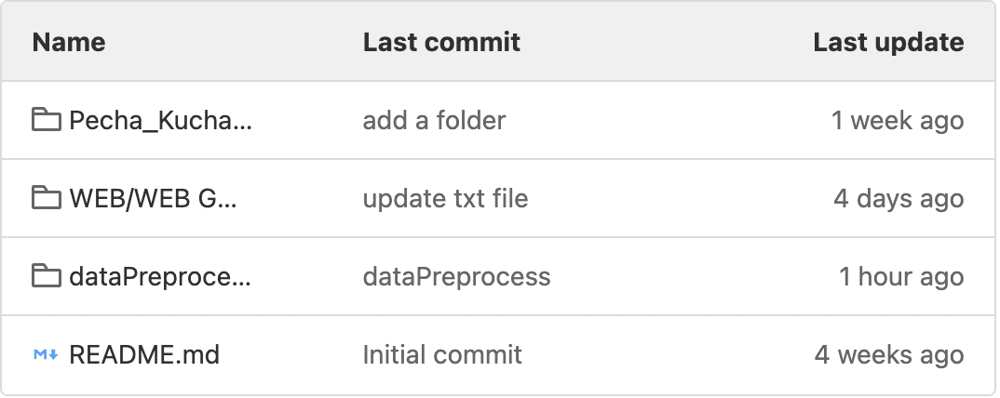 Name Last commit Last update
Pecha_Kucha... add a folder 1 week ago
WEB/WEB G... update txt file 4 days ago
dataPreproce... dataPreprocess 1 hour ago
M↓ README.md Initial commit 4 weeks ago